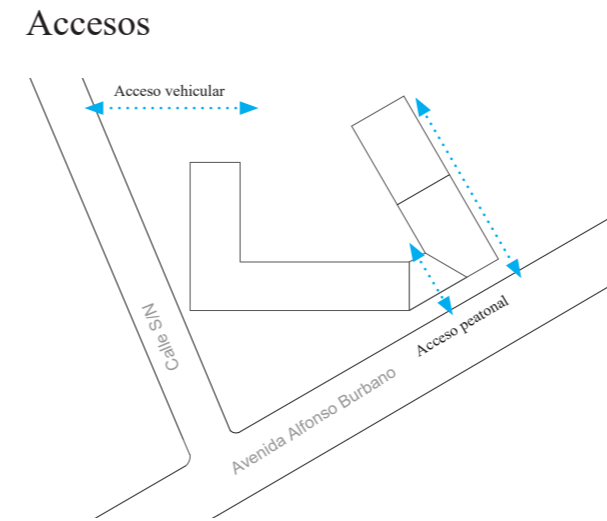 Accesos
Acceso vehicular
Calle S/N
Acceso peatonal
Avenida Alfonso Burbano